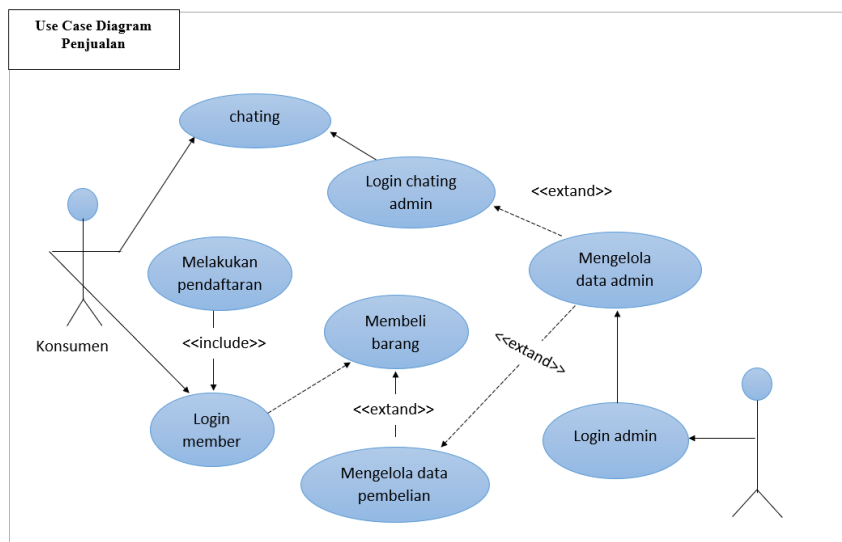 Use Case Diagram
Penjualan
chating
Login chating
admin
<<extand>>
Melakukan
pendaftaran
Mengelola
data admin
Konsumen
<<include>>
Membeli
barang
<<extand>>
<<extand>>
Login
member
Login admin
Mengelola data
pembelian